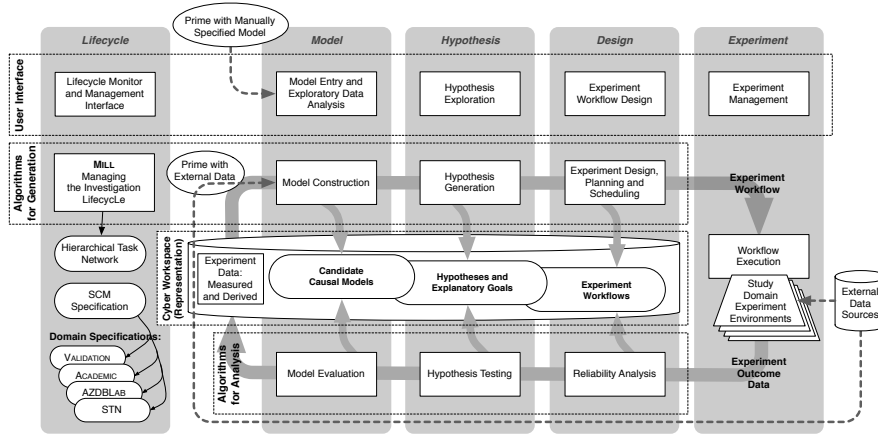 Prime with Manually
Specified Model
Lifecycle
Model
Hypothesis
Design
Experiment
User Interface
Lifecycle Monitor
and Management
Interface
Model Entry and
Exploratory Data
Analysis
Hypothesis
Exploration
Experiment
Workflow Design
Experiment
Management
Algorithms
for Generation
MILL
Managing
the Investigation
LifecycLe
Prime with
External Data
Model Construction
Hypothesis
Generation
Experiment Design,
Planning and
Scheduling
Experiment
Workflow
Hierarchical Task
Network
Cyber Workspace
(Representation)
Experiment
Data:
Measured
and Derived
Candidate
Causal Models
Hypotheses and
Explanatory Goals
Experiment
Workflows
Workflow
Execution
Study
Domain
Experiment
Environments
External
Data
Sources
SCM
Specification
Domain Specifications:
VALIDATION
ACADEMIC
AZDBLAB
STN
Algorithms
for Analysis
Model Evaluation
Hypothesis Testing
Reliability Analysis
Experiment
Outcome
Data